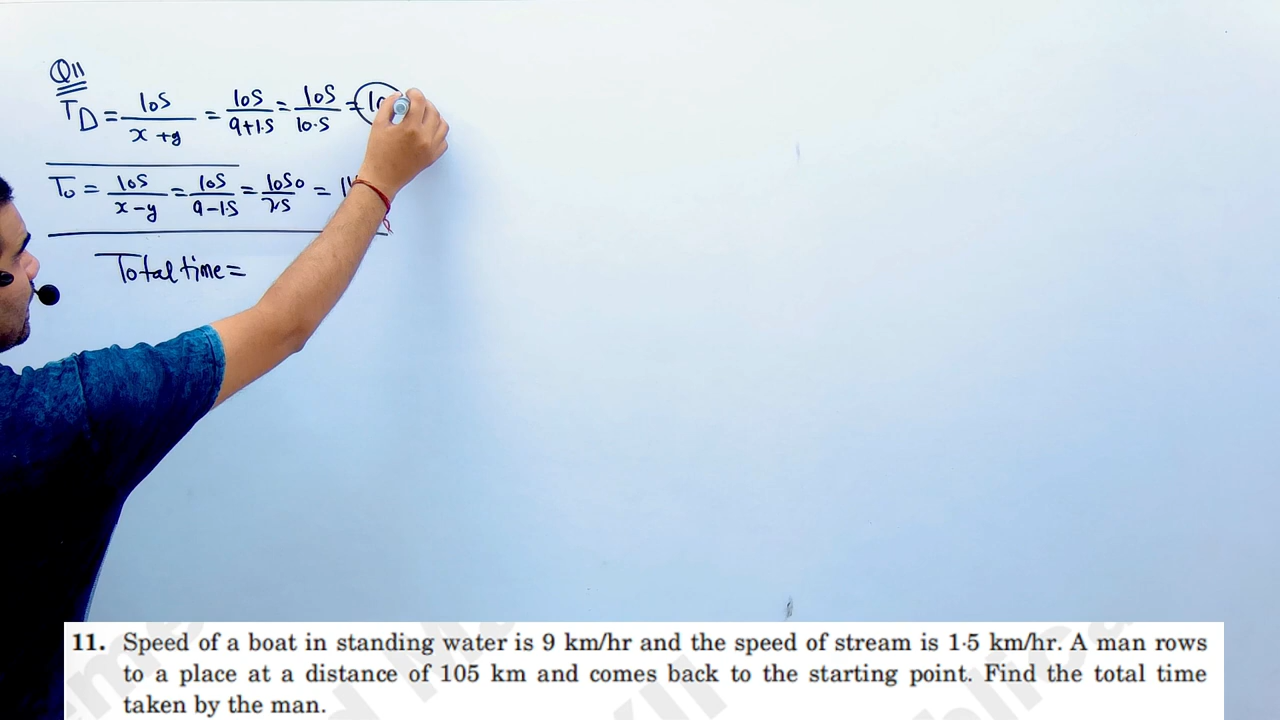 Q11
T_D = 105/(x+y) = 105/(9+1.5) = 105/10.5 = 10
T_0 = 105/(x-y) = 105/(9-1.5) = 1050/75 =
Total time =
11. Speed of a boat in standing water is 9 km/hr and the speed of stream is 1·5 km/hr. A man rows
to a place at a distance of 105 km and comes back to the starting point. Find the total time
taken by the man.